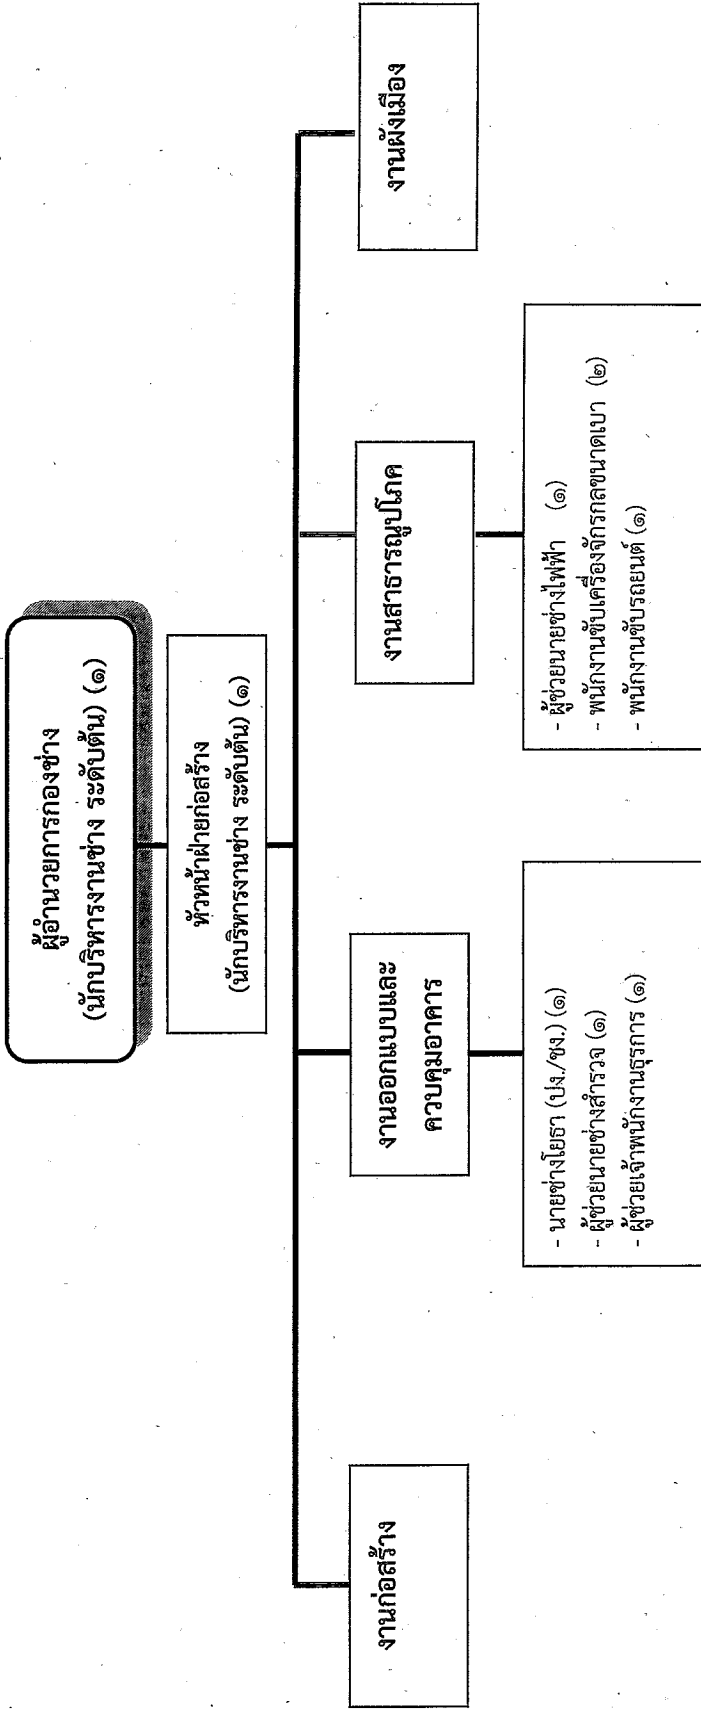 ผู้อำนวยการกองช่าง
(นักบริหารงานช่าง ระดับต้น) (๑)
หัวหน้าฝ่ายก่อสร้าง
(นักบริหารงานช่าง ระดับต้น) (๑)
งานก่อสร้าง
งานออกแบบและ
ควบคุมอาคาร
งานสาธารณูปโภค
งานผังเมือง
- นายช่างโยธา (ปง./ชง.) (๑)
- ผู้ช่วยนายช่างสำรวจ (๑)
- ผู้ช่วยเจ้าพนักงานธุรการ (๑)
- ผู้ช่วยนายช่างไฟฟ้า (๑)
- พนักงานขับเครื่องจักรกลขนาดเบา (๒)
- พนักงานขับรถยนต์ (๑)